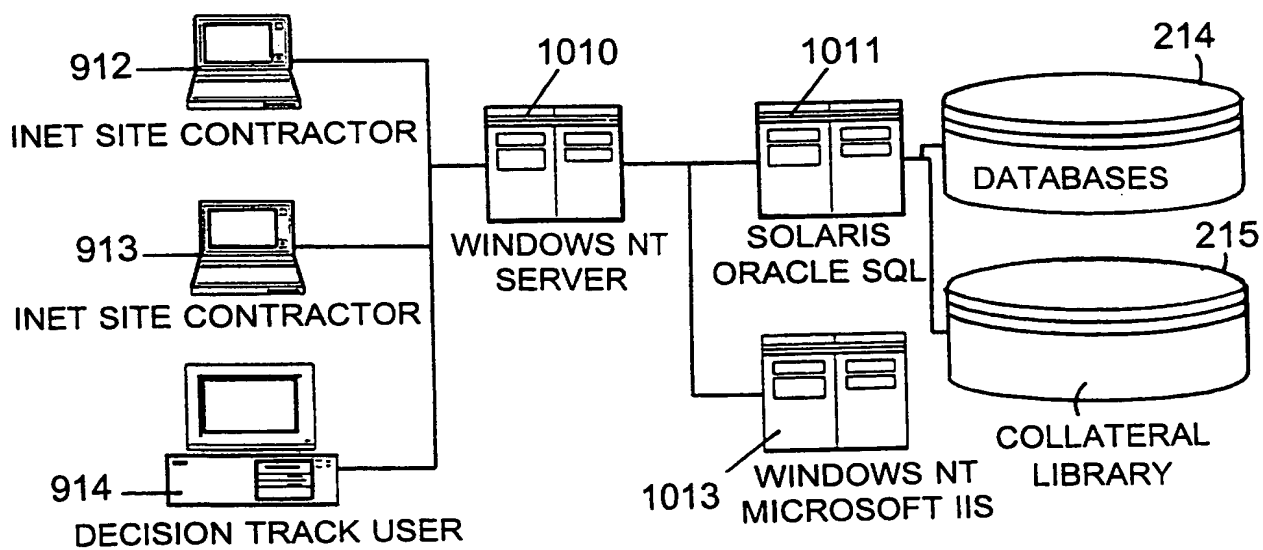 912
INET SITE CONTRACTOR
913
INET SITE CONTRACTOR
914
DECISION TRACK USER
1010
WINDOWS NT
SERVER
1011
SOLARIS
ORACLE SQL
1013
WINDOWS NT
MICROSOFT IIS
214
DATABASES
215
COLLATERAL
LIBRARY